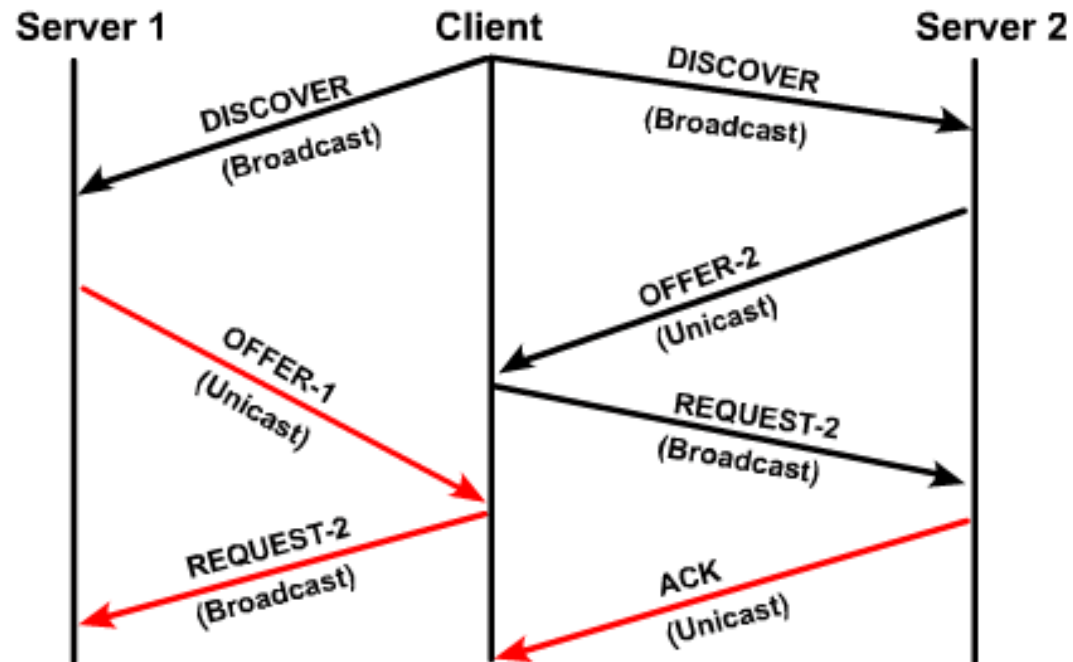 Server 1
Client
Server 2
DISCOVER
(Broadcast)
DISCOVER
(Broadcast)
OFFER-2
(Unicast)
OFFER-1
(Unicast)
REQUEST-2
(Broadcast)
REQUEST-2
(Broadcast)
ACK
(Unicast)